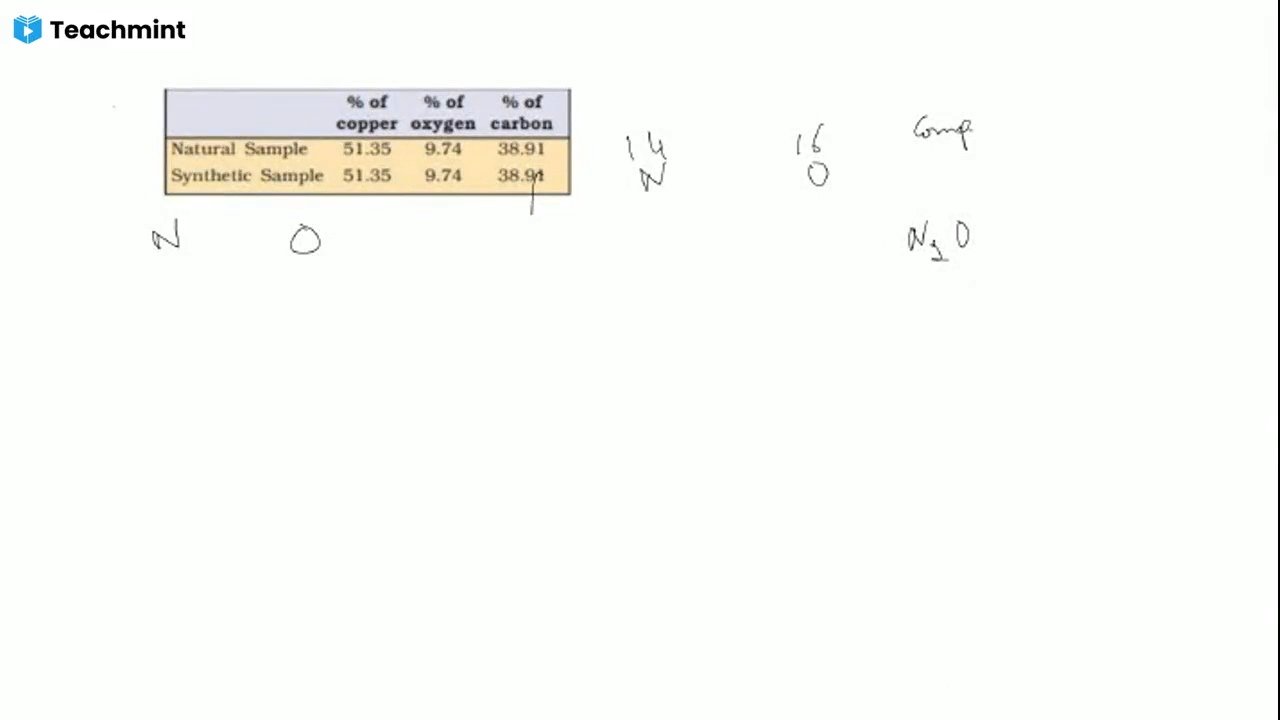 Teachmint
% of % of % of
copper oxygen carbon
Natural Sample 51.35 9.74 38.91
Synthetic Sample 51.35 9.74 38.91
14 16 Comp
N O
N O N2O